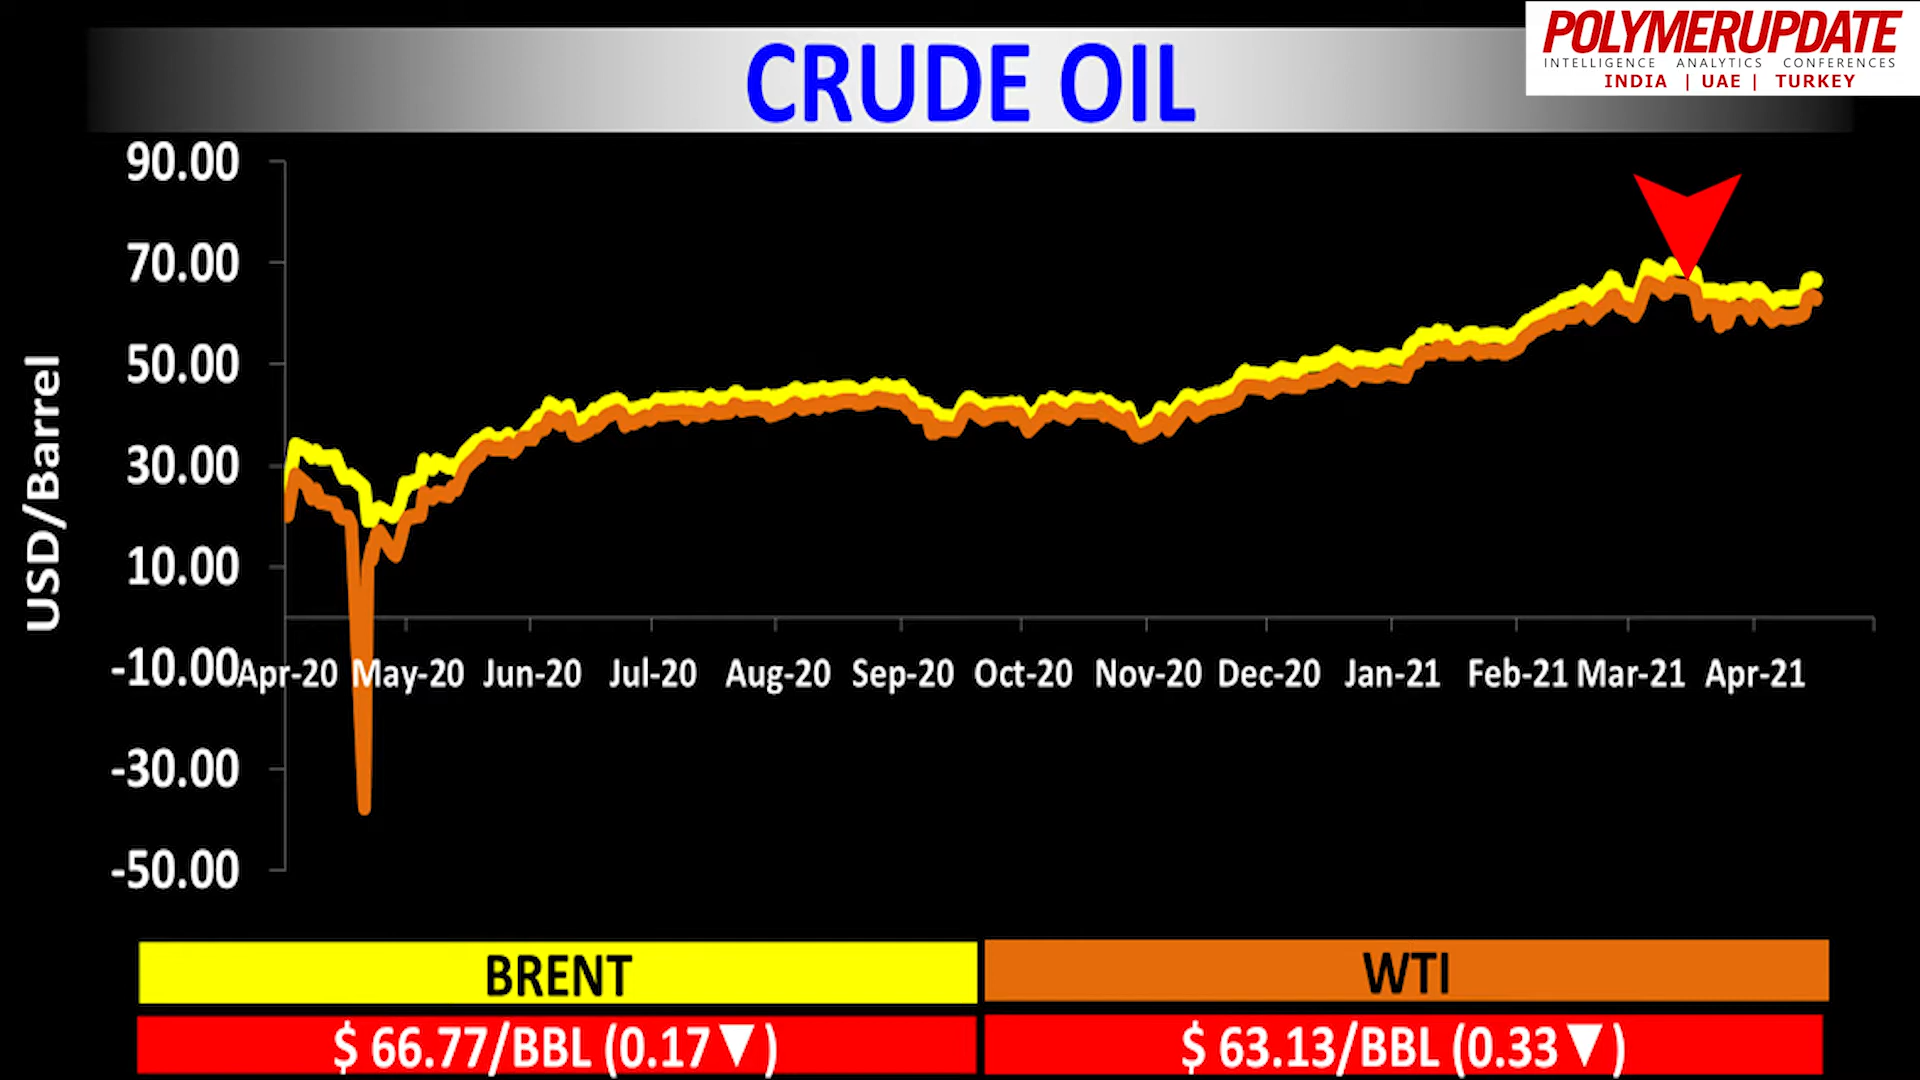 POLYMERUPDATE
INTELLIGENCE ANALYTICS CONFERENCES
INDIA | UAE | TURKEY
CRUDE OIL
USD/Barrel
90.00
70.00
50.00
30.00
10.00
-10.00
-30.00
-50.00
Apr-20 May-20 Jun-20 Jul-20 Aug-20 Sep-20 Oct-20 Nov-20 Dec-20 Jan-21 Feb-21 Mar-21 Apr-21
BRENT
$ 66.77/BBL (0.17▼)
WTI
$ 63.13/BBL (0.33▼)